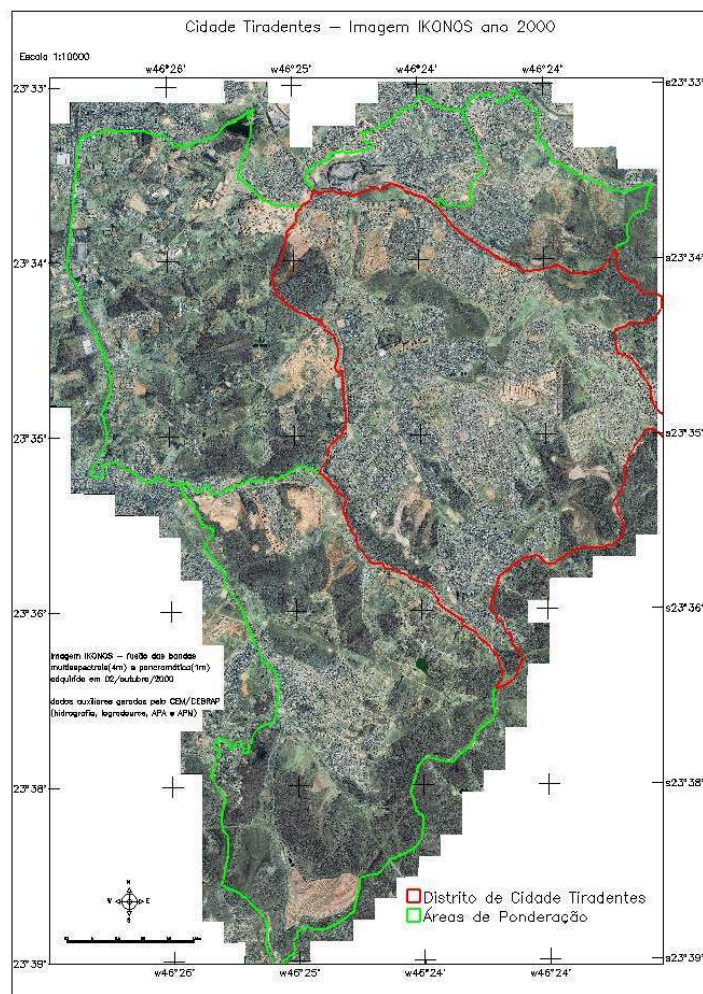 Cidade Tiradentes – Imagem IKONOS ano 2000
Escala 1:10000
w46°26' w46°25' w46°24' w46°24'
23°33' s23°33'
23°34' s23°34'
23°35' s23°35'
23°36' s23°36'
Imagem IKONOS – fusão das bandas
multiespectrais(4m) e pancromática(1m)
adquirida em 02/outubro/2000
dados auxiliares gerados pelo CEM/CEBRAP
(hidrografia, logradouros, APA e APM)
23°38' s23°38'
N
W E
S
Distrito de Cidade Tiradentes
Áreas de Ponderação
23°39' s23°39'
w46°26' w46°25' w46°24' w46°24'